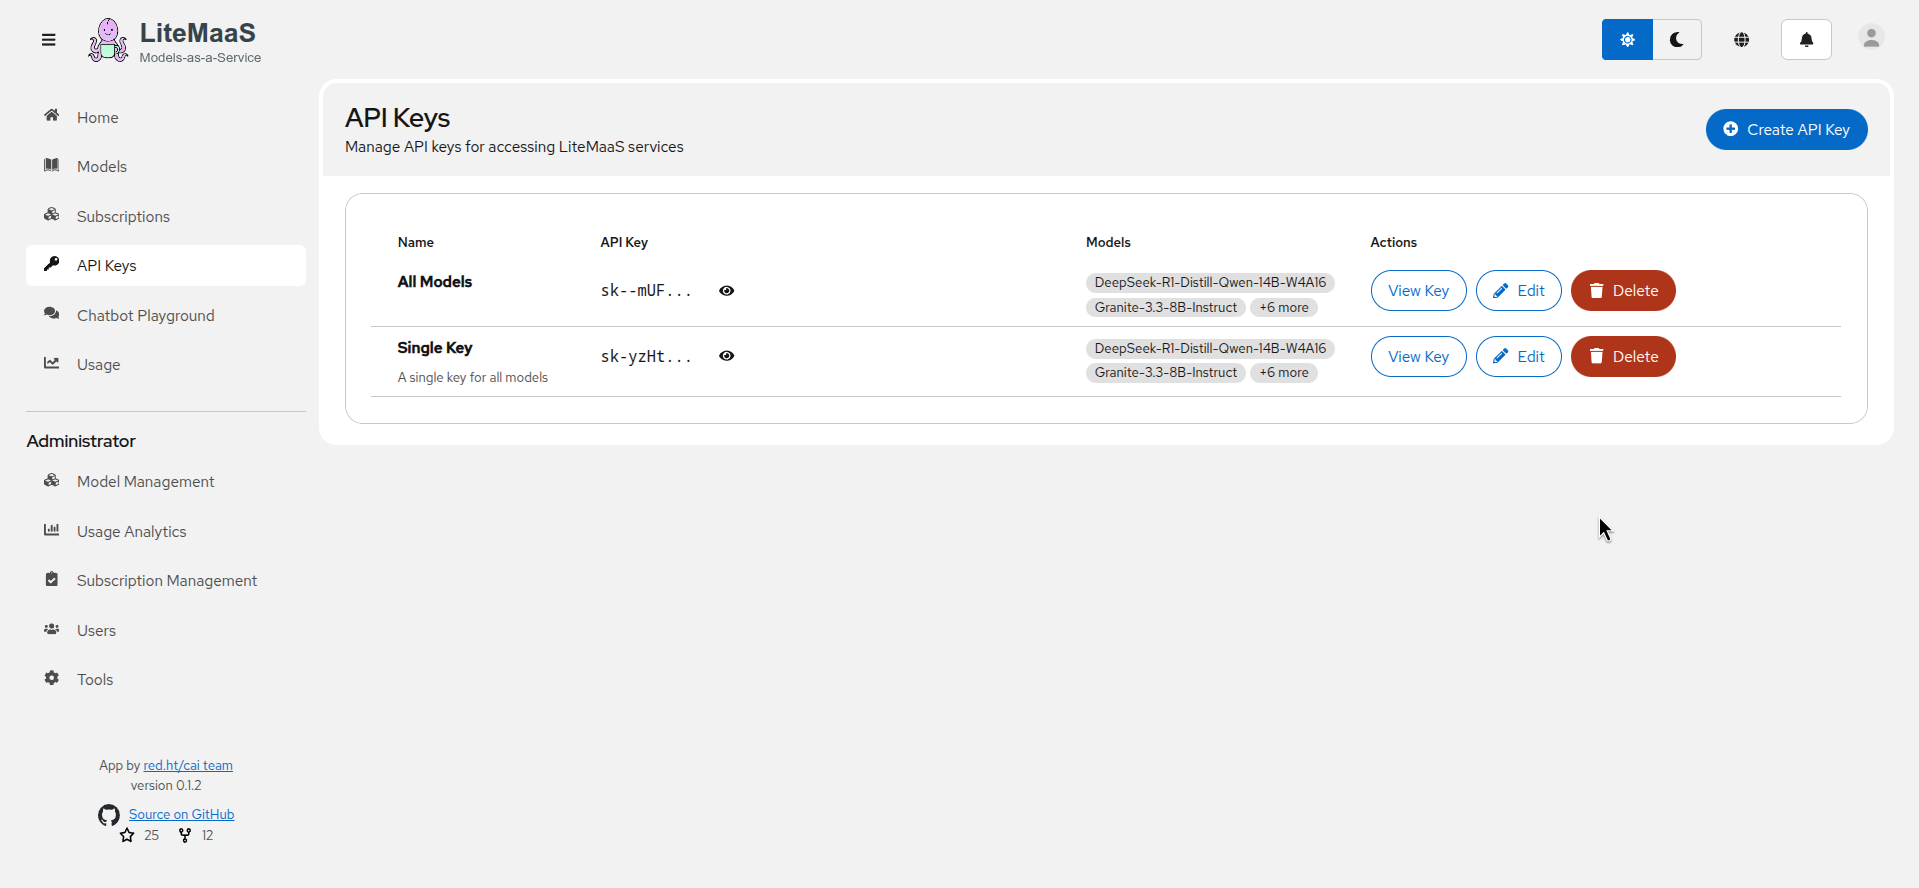 LiteMaaS
Models-as-a-Service
Home
Models
Subscriptions
API Keys
Chatbot Playground
Usage
Administrator
Model Management
Usage Analytics
Subscription Management
Users
Tools
App by red.ht/cai team
version 0.1.2
Source on GitHub
25 12
API Keys
Manage API keys for accessing LiteMaaS services
Create API Key
Name API Key Models Actions
All Models sk--mUF... DeepSeek-R1-Distill-Qwen-14B-W4A16 View Key Edit Delete
Granite-3.3-8B-Instruct +6 more
Single Key sk-yzHt... DeepSeek-R1-Distill-Qwen-14B-W4A16 View Key Edit Delete
A single key for all models Granite-3.3-8B-Instruct +6 more